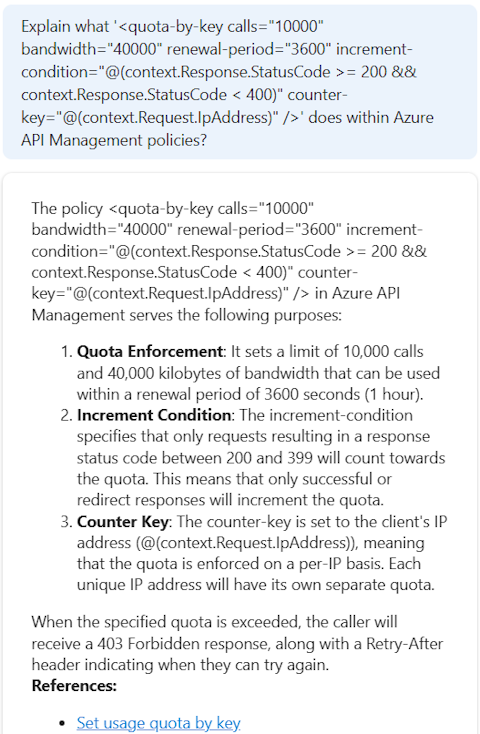 Explain what '<quota-by-key calls="10000"
bandwidth="40000" renewal-period="3600" increment-
condition="@(context.Response.StatusCode >= 200 &&
context.Response.StatusCode < 400)" counter-
key="@(context.Request.IpAddress)" />' does within Azure
API Management policies?
The policy <quota-by-key calls="10000"
bandwidth="40000" renewal-period="3600" increment-
condition="@(context.Response.StatusCode >= 200 &&
context.Response.StatusCode < 400)" counter-
key="@(context.Request.IpAddress)" /> in Azure API
Management serves the following purposes:
1. Quota Enforcement: It sets a limit of 10,000 calls
and 40,000 kilobytes of bandwidth that can be used
within a renewal period of 3600 seconds (1 hour).
2. Increment Condition: The increment-condition
specifies that only requests resulting in a response
status code between 200 and 399 will count towards
the quota. This means that only successful or
redirect responses will increment the quota.
3. Counter Key: The counter-key is set to the client's IP
address (@(context.Request.IpAddress)), meaning
that the quota is enforced on a per-IP basis. Each
unique IP address will have its own separate quota.
When the specified quota is exceeded, the caller will
receive a 403 Forbidden response, along with a Retry-After
header indicating when they can try again.
References:
• Set usage quota by key